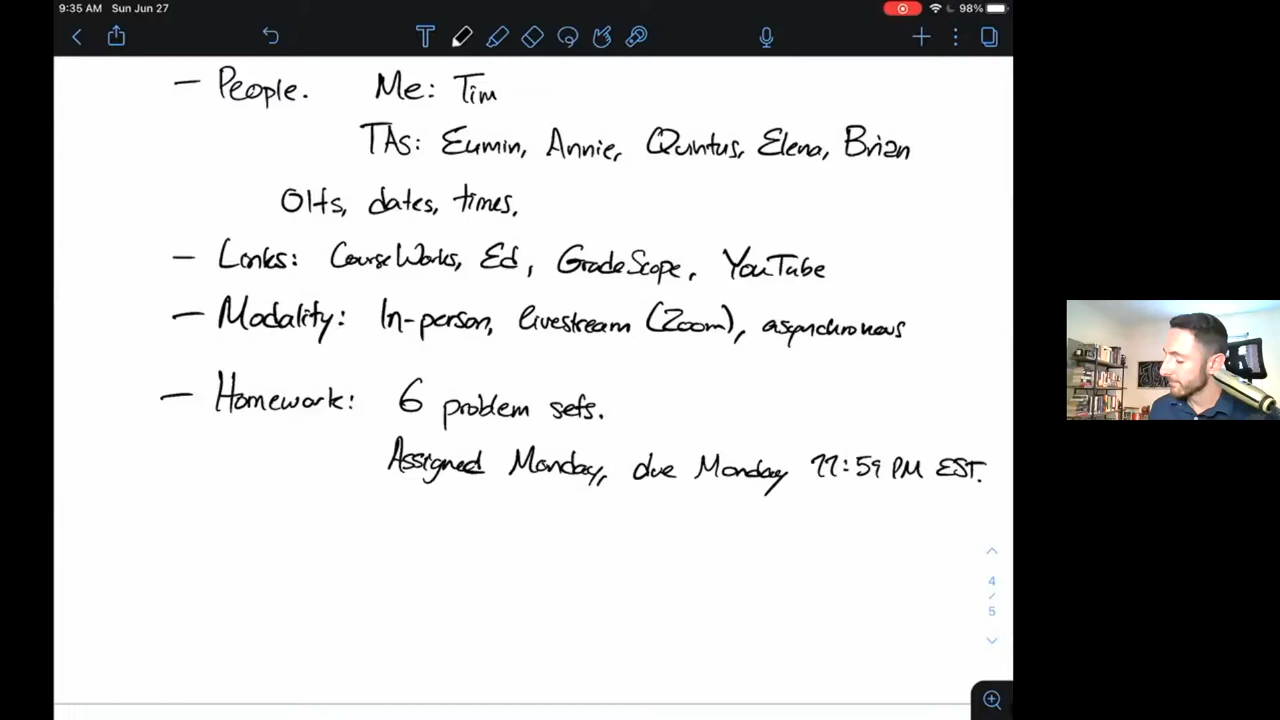 9:35 AM Sun Jun 27 98%
— People. Me: Tim
TAs: Eumin, Annie, Quintus, Elena, Brian
OHs, dates, times.
— Links: CourseWorks, Ed, GradeScope, YouTube
— Modality: In-person, livestream (Zoom), asynchronous
— Homework: 6 problem sets.
Assigned Monday, due Monday 11:59 PM EST.
4
/
5